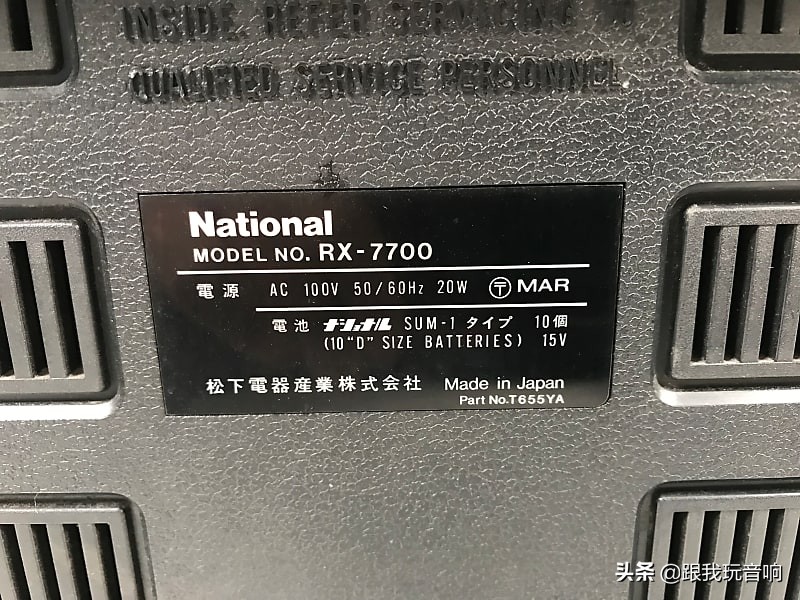 INSIDE. REFER SERVICING TO
QUALIFIED SERVICE PERSONNEL.
National
MODEL NO. RX-7700
電源 AC 100V 50/60Hz 20W 〶 MAR
電池 ナショナル SUM-1 タイプ 10個
(10"D" SIZE BATTERIES) 15V
松下電器産業株式会社 Made in Japan
Part No.T655YA
头条 @跟我玩音响